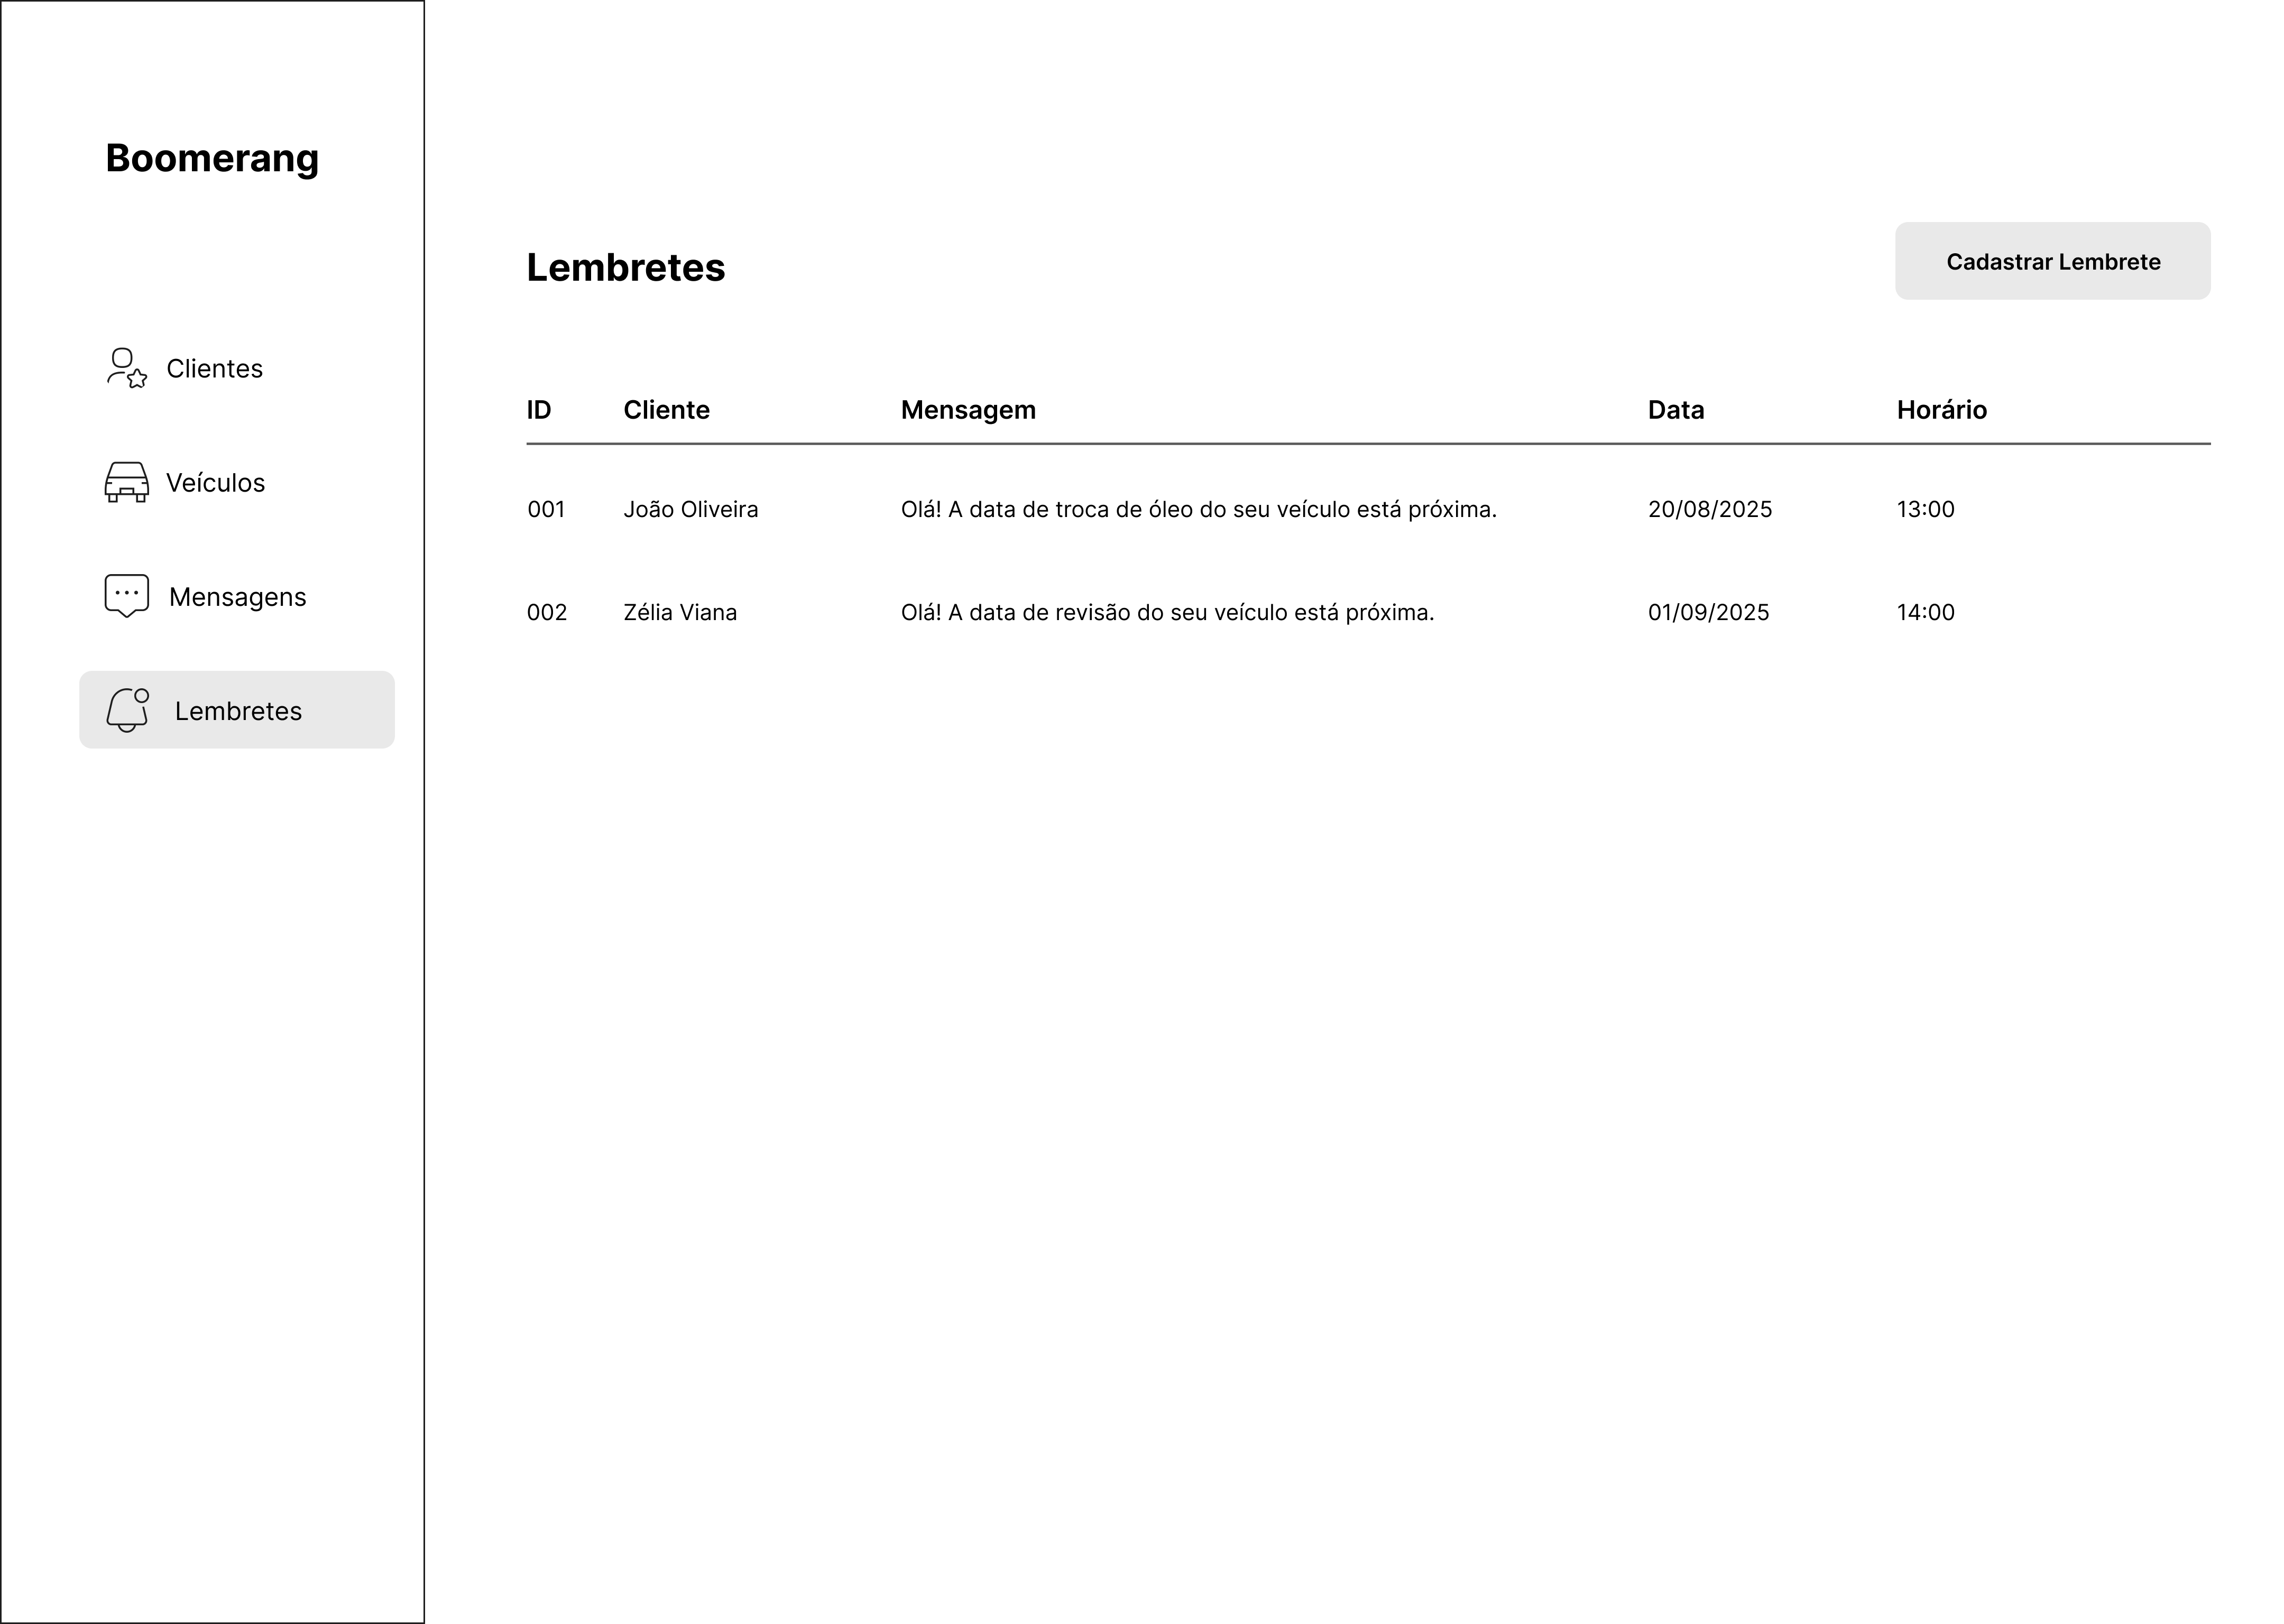 Boomerang
Clientes
Veículos
Mensagens
Lembretes
Lembretes
Cadastrar Lembrete
ID Cliente Mensagem Data Horário
001 João Oliveira Olá! A data de troca de óleo do seu veículo está próxima. 20/08/2025 13:00
002 Zélia Viana Olá! A data de revisão do seu veículo está próxima. 01/09/2025 14:00